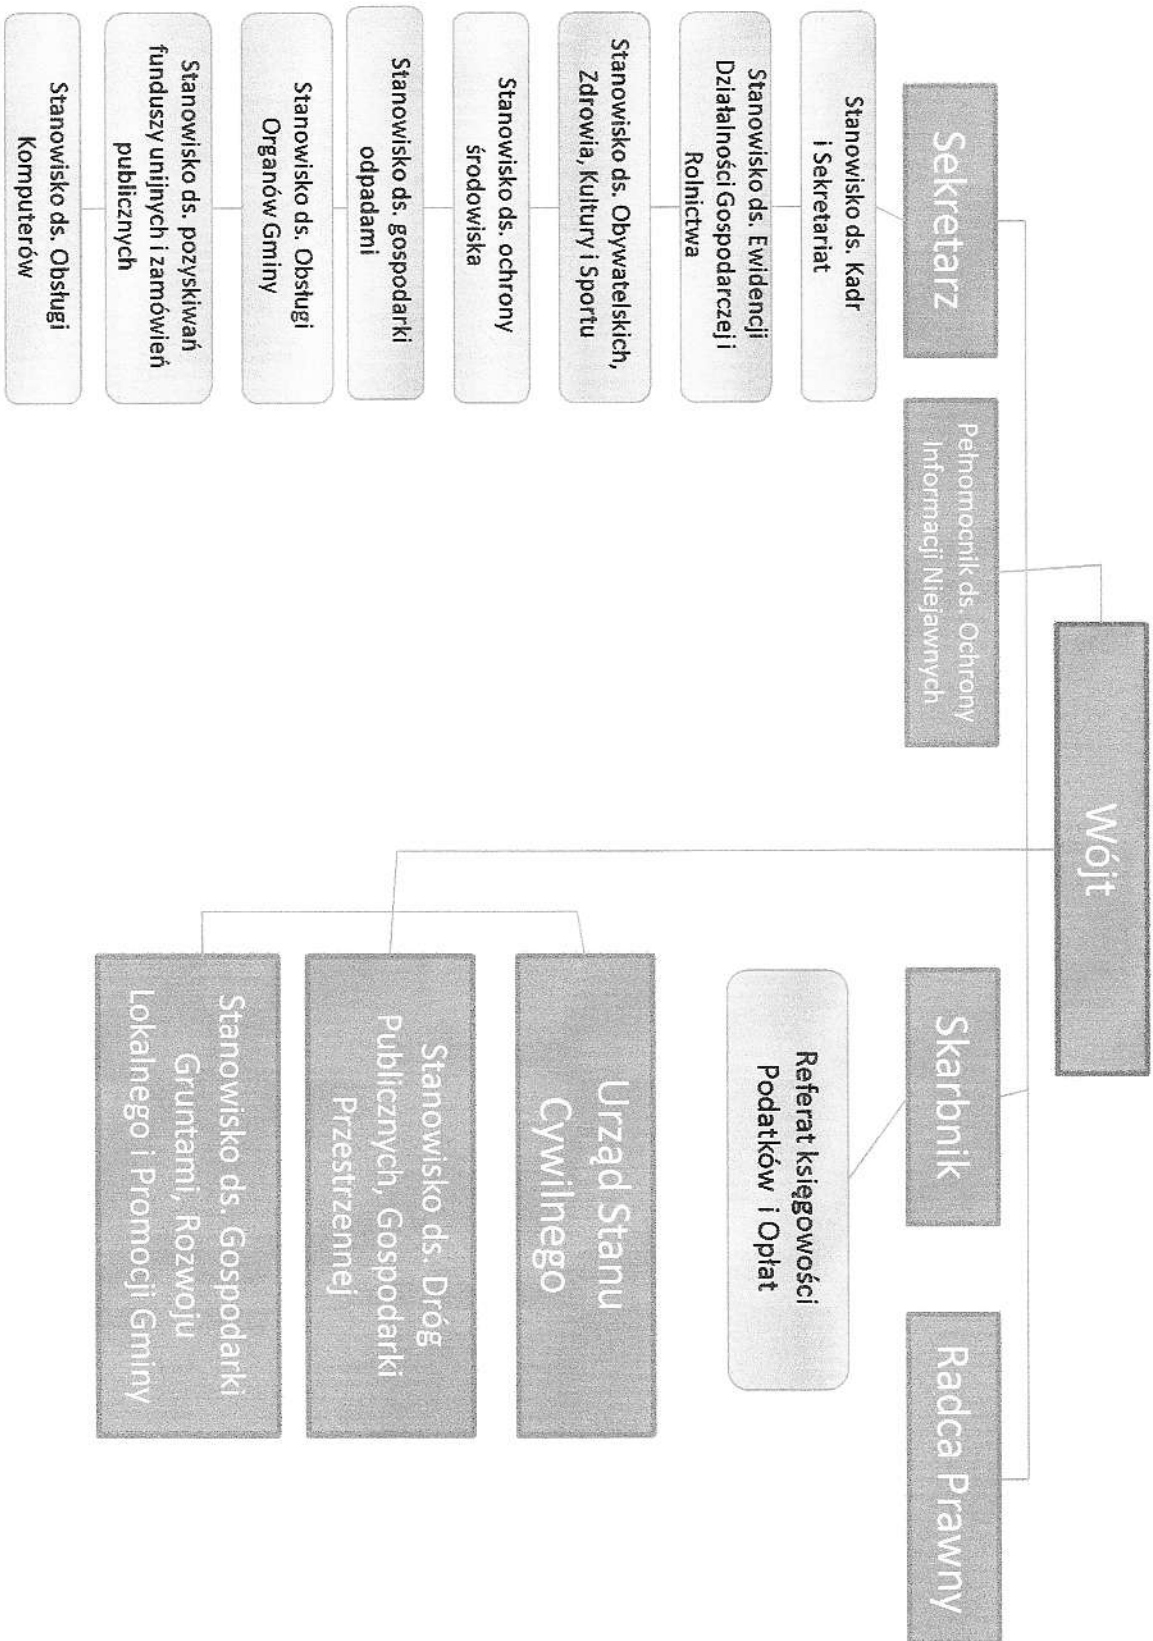 Wójt
Sekretarz
Pełnomocnik ds. Ochrony
Informacji Niejawnych
Skarbnik
Radca Prawny
Stanowisko ds. Kadr
i Sekretariat
Stanowisko ds. Ewidencji
Działalności Gospodarczej i
Rolnictwa
Stanowisko ds. Obywatelskich,
Zdrowia, Kultury i Sportu
Stanowisko ds. ochrony
środowiska
Stanowisko ds. gospodarki
odpadami
Stanowisko ds. Obsługi
Organów Gminy
Stanowisko ds. pozyskiwań
funduszy unijnych i zamówień
publicznych
Stanowisko ds. Obsługi
Komputerów
Referat księgowości
Podatków i Opłat
Urząd Stanu
Cywilnego
Stanowisko ds. Dróg
Publicznych, Gospodarki
Przestrzennej
Stanowisko ds. Gospodarki
Gruntami, Rozwoju
Lokalnego i Promocji Gminy